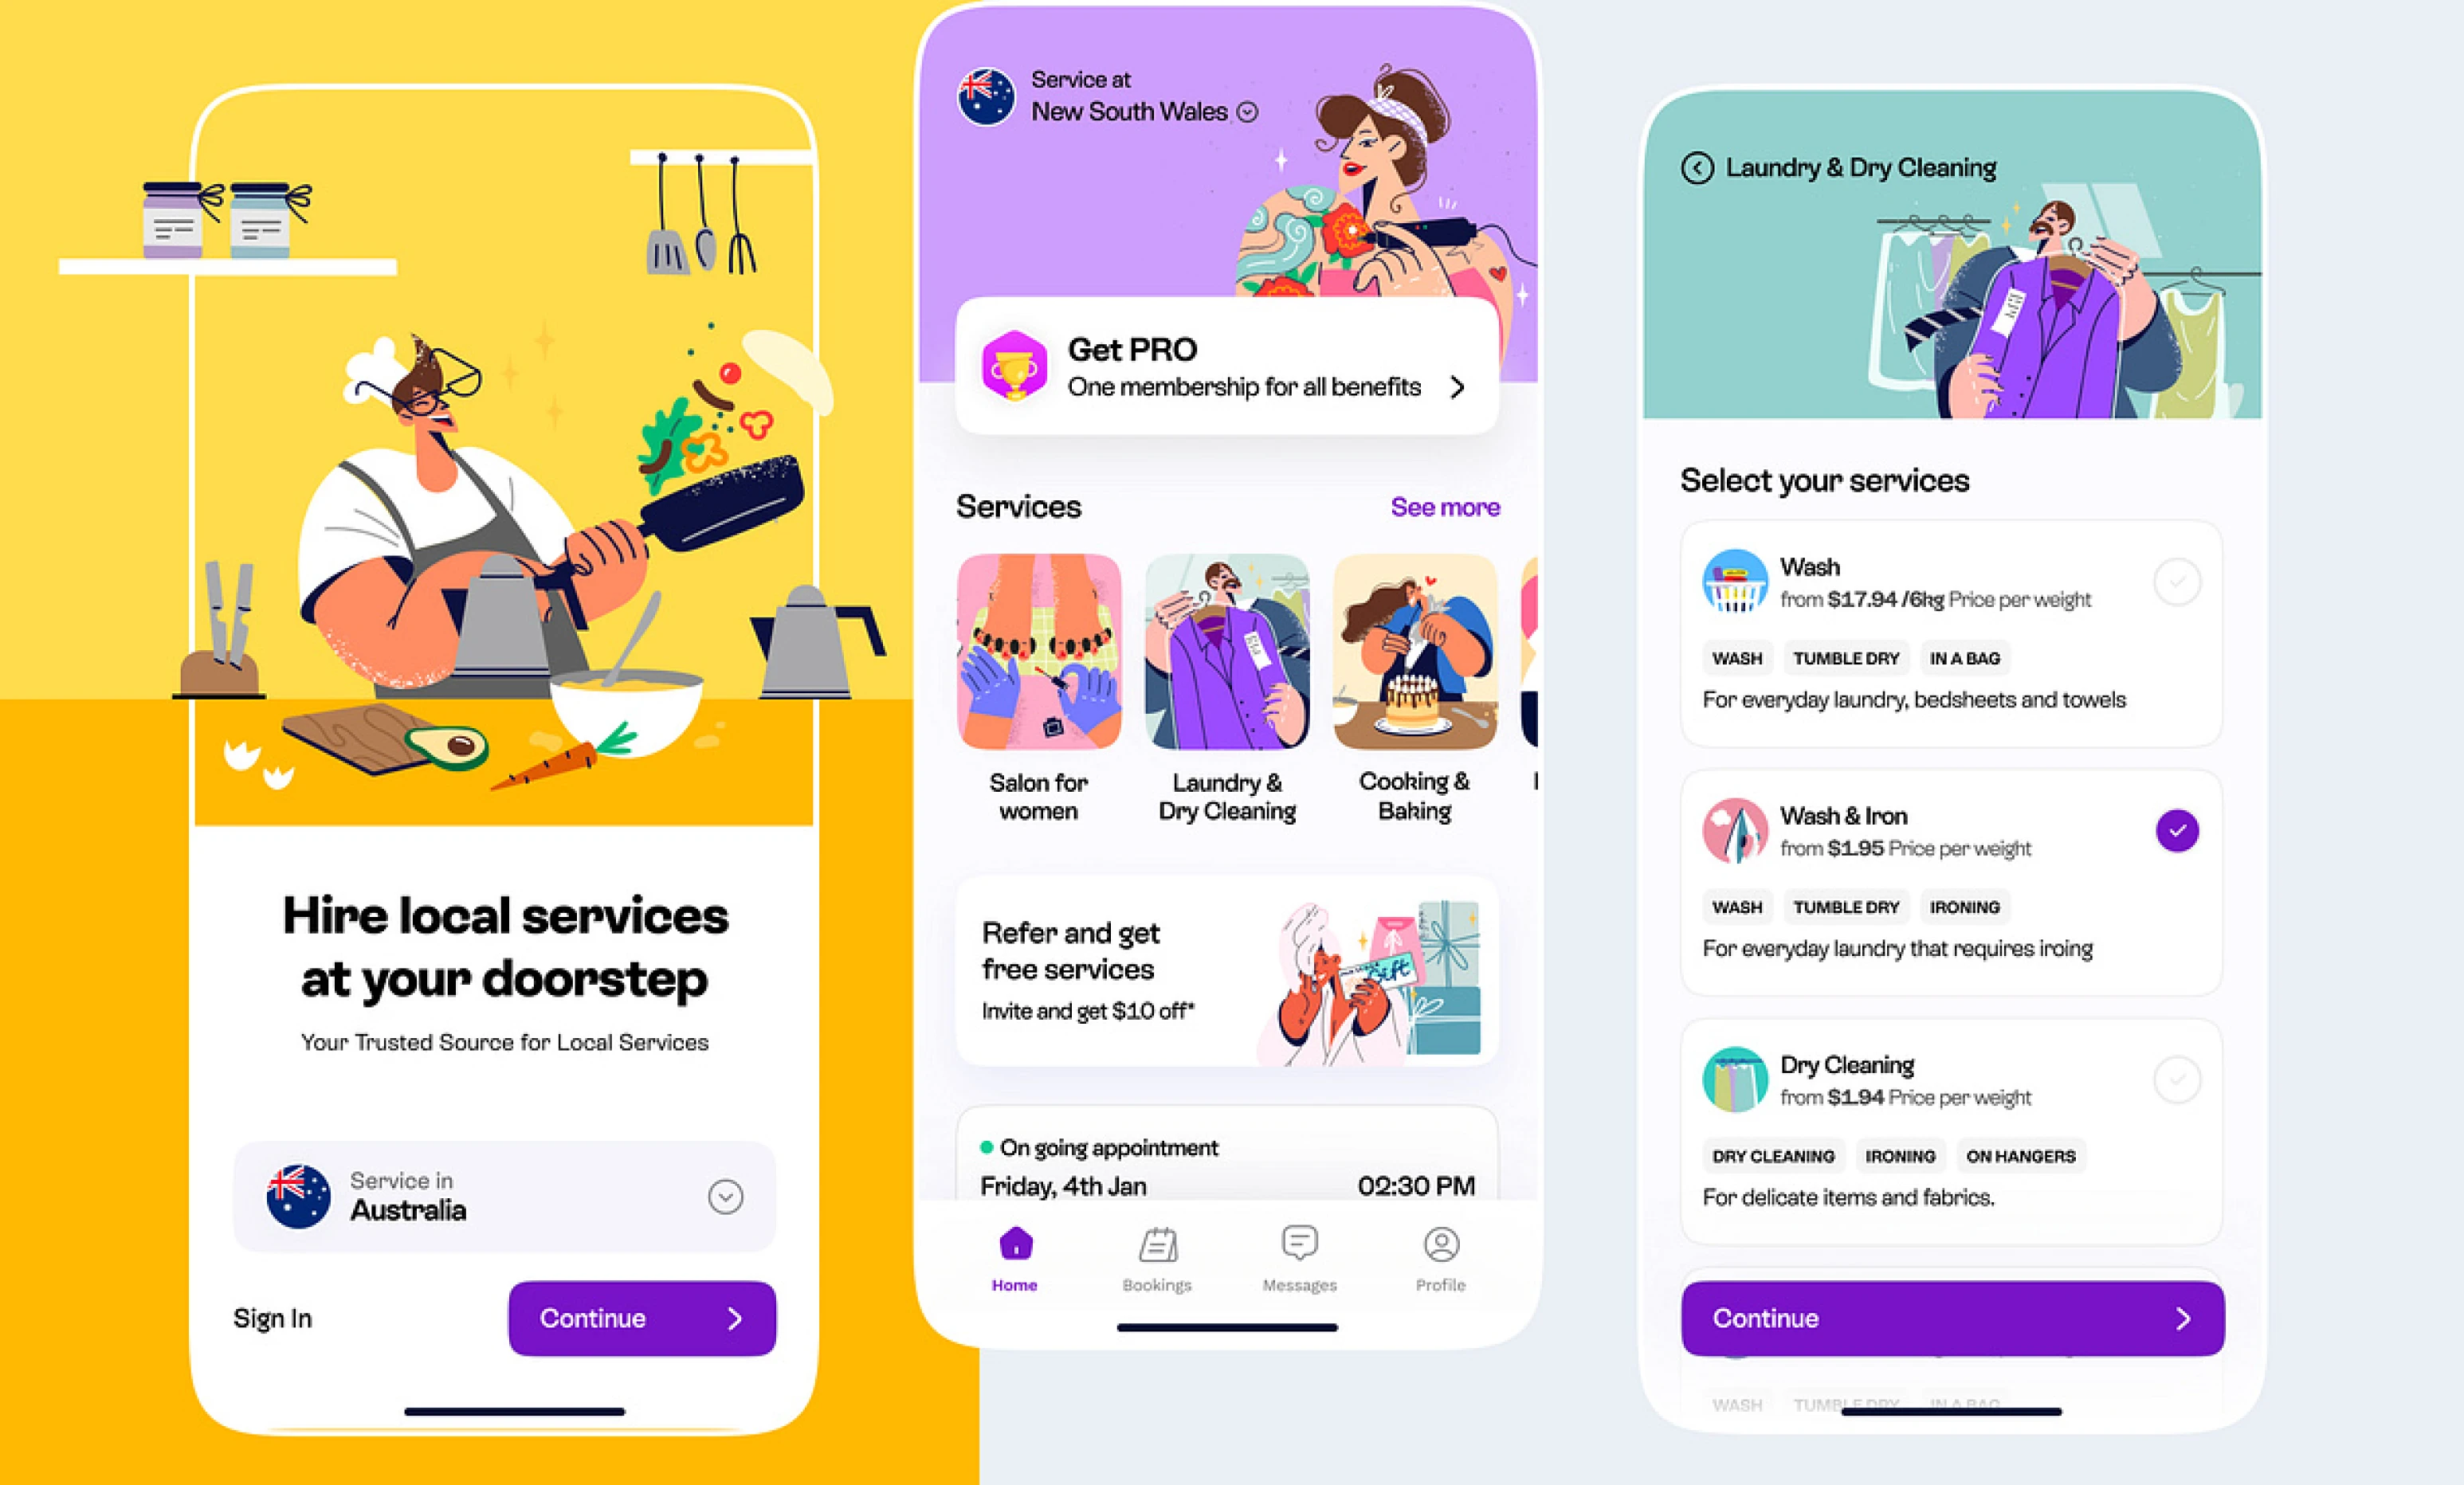 Hire local services
at your doorstep
Your Trusted Source for Local Services
Service in
Australia
Sign In
Continue
Service at
New South Wales
Get PRO
One membership for all benefits
Services
See more
Salon for
women
Laundry &
Dry Cleaning
Cooking &
Baking
Refer and get
free services
Invite and get $10 off*
Gift
On going appointment
Friday, 4th Jan
02:30 PM
Home
Bookings
Messages
Profile
Laundry & Dry Cleaning
Select your services
Wash
from $17.94 /6kg Price per weight
WASH TUMBLE DRY IN A BAG
For everyday laundry, bedsheets and towels
Wash & Iron
from $1.95 Price per weight
WASH TUMBLE DRY IRONING
For everyday laundry that requires iroing
Dry Cleaning
from $1.94 Price per weight
DRY CLEANING IRONING ON HANGERS
For delicate items and fabrics.
Continue
WASH TUMBLE DRY IN A BAG